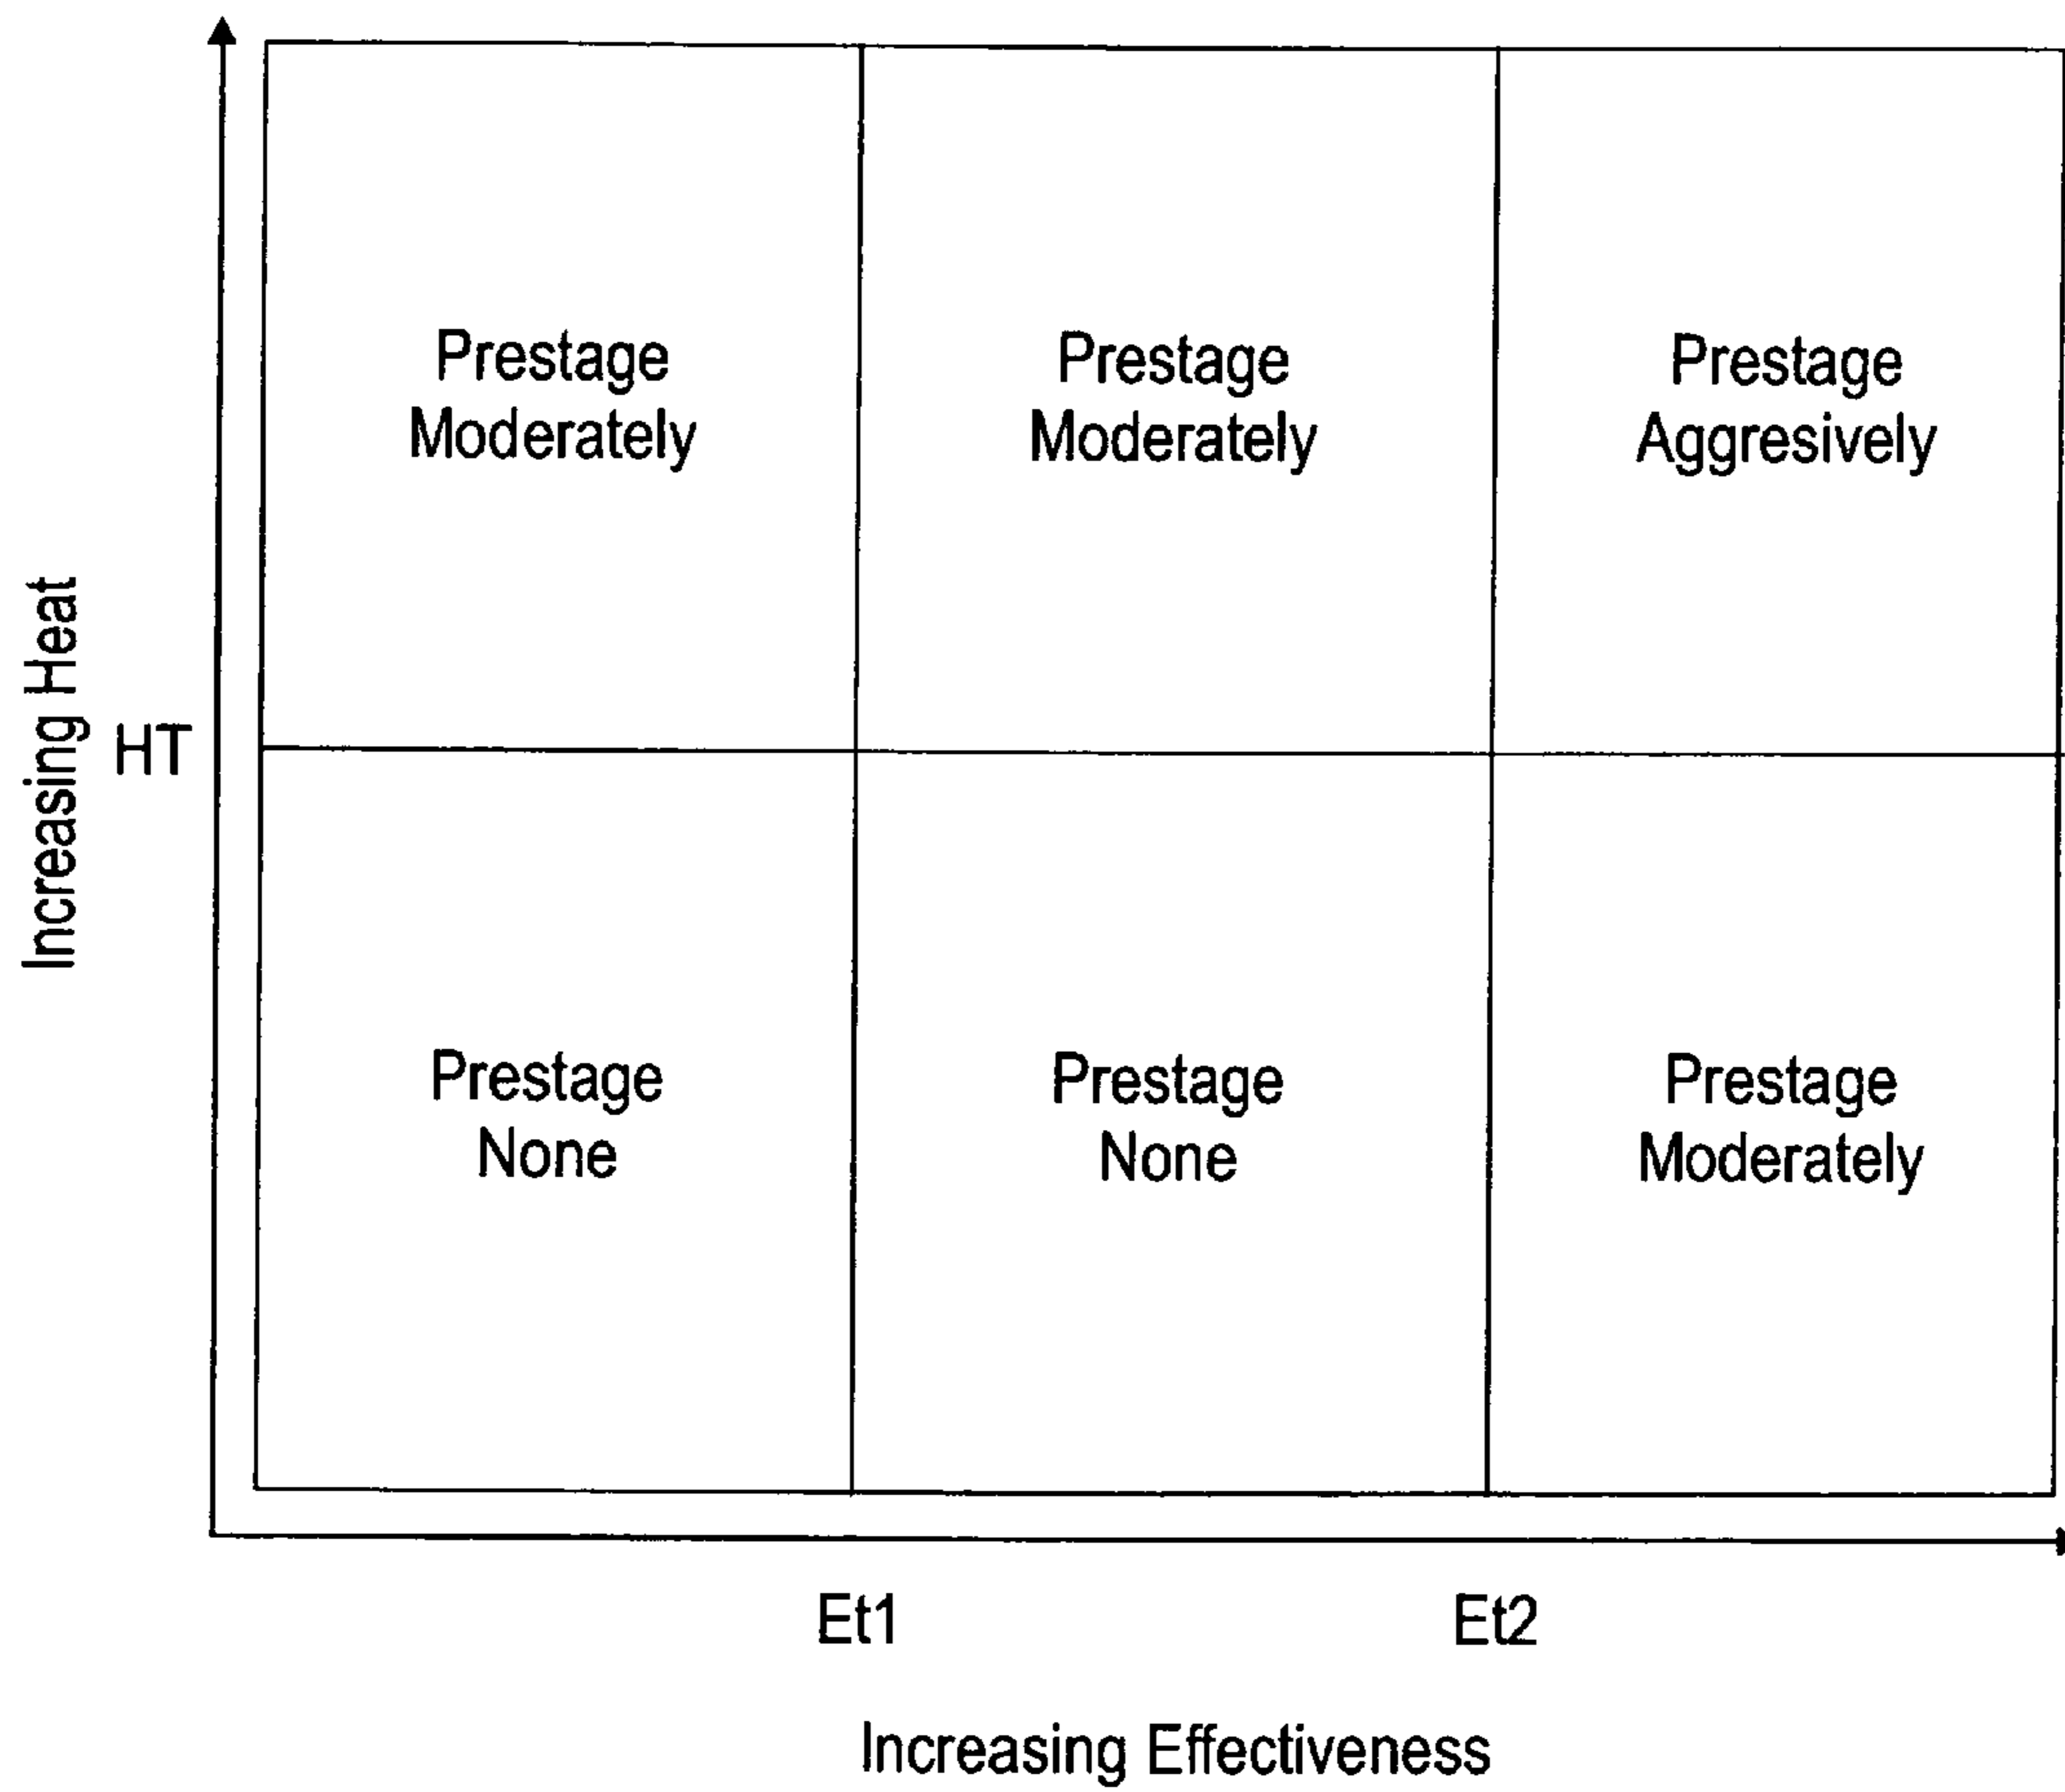 Prestage
Moderately
Prestage
Moderately
Prestage
Aggresively
Increasing Heat
HT
Prestage
None
Prestage
None
Prestage
Moderately
Et1
Et2
Increasing Effectiveness